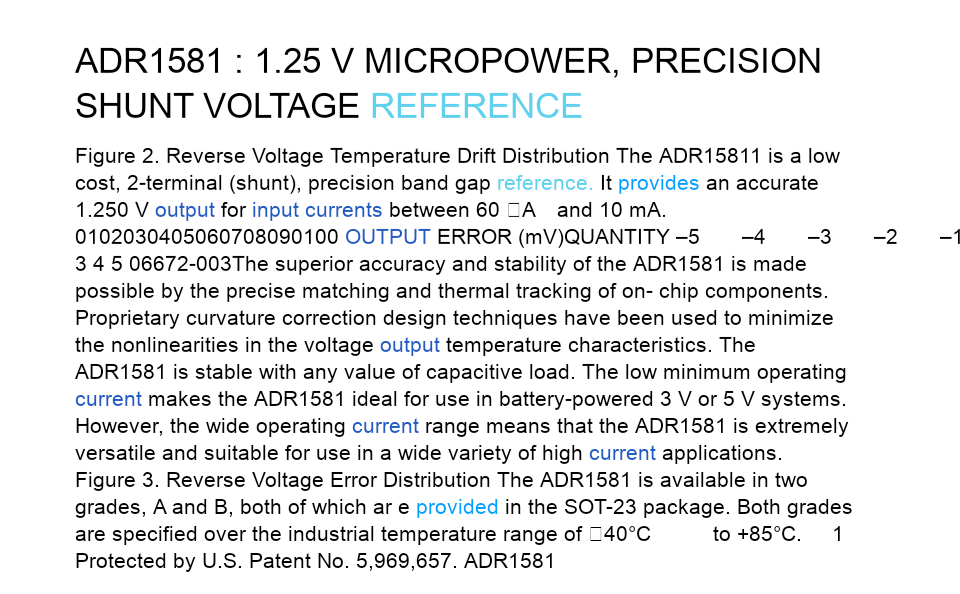 ADR1581 : 1.25 V MICROPOWER, PRECISION
SHUNT VOLTAGE REFERENCE
Figure 2. Reverse Voltage Temperature Drift Distribution The ADR15811 is a low
cost, 2-terminal (shunt), precision band gap reference. It provides an accurate
1.250 V output for input currents between 60 □A and 10 mA.
0102030405060708090100 OUTPUT ERROR (mV)QUANTITY –5 –4 –3 –2 –1
3 4 5 06672-003The superior accuracy and stability of the ADR1581 is made
possible by the precise matching and thermal tracking of on- chip components.
Proprietary curvature correction design techniques have been used to minimize
the nonlinearities in the voltage output temperature characteristics. The
ADR1581 is stable with any value of capacitive load. The low minimum operating
current makes the ADR1581 ideal for use in battery-powered 3 V or 5 V systems.
However, the wide operating current range means that the ADR1581 is extremely
versatile and suitable for use in a wide variety of high current applications.
Figure 3. Reverse Voltage Error Distribution The ADR1581 is available in two
grades, A and B, both of which ar e provided in the SOT-23 package. Both grades
are specified over the industrial temperature range of □40°C to +85°C. 1
Protected by U.S. Patent No. 5,969,657. ADR1581